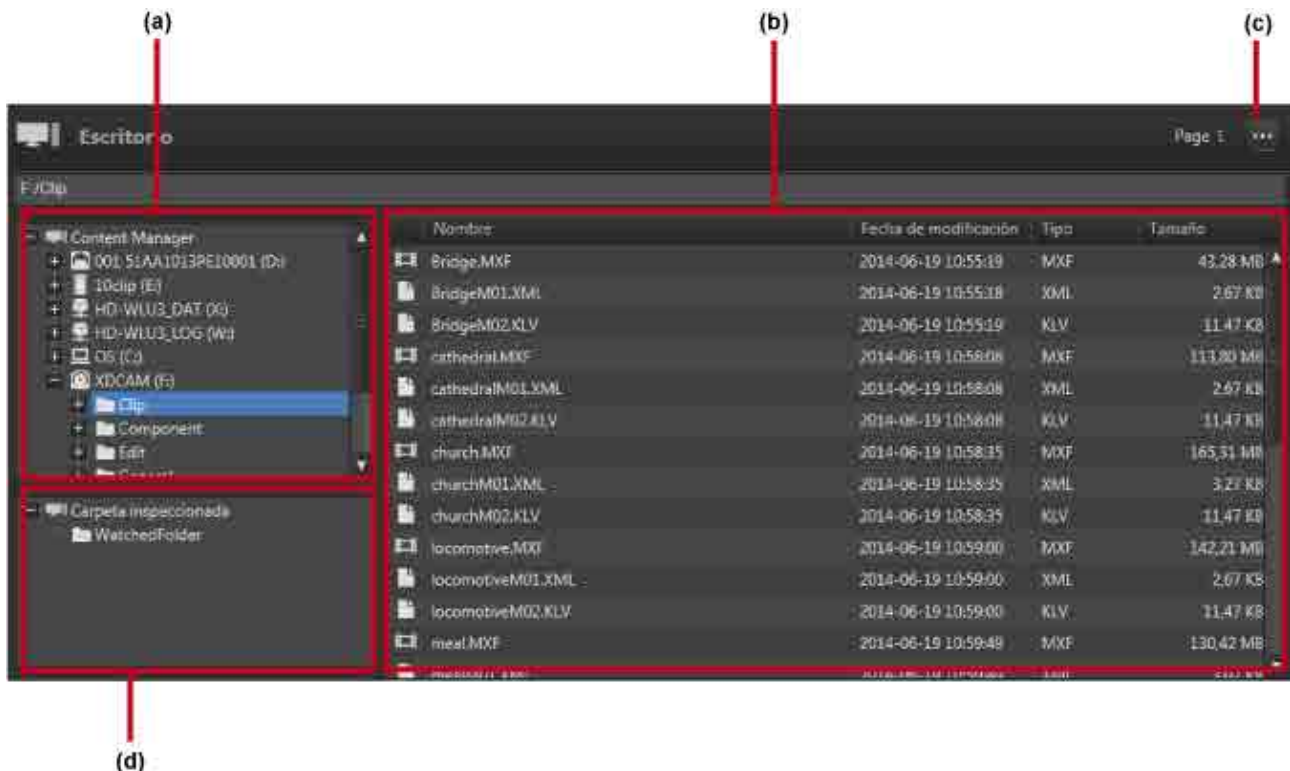 (a)
(b)
(c)
Escritorio
Page 1
F:/Clip
Content Manager
001 51AA1013PE10001 (D:)
10clip (E:)
HD-WLU3_DAT (X:)
HD-WLU3_LOG (W:)
OS (C:)
XDCAM (F:)
Clip
Component
Edit
Nombre Fecha de modificación Tipo Tamaño
Bridge.MXF 2014-06-19 10:55:19 MXF 43,28 MB
BridgeM01.XML 2014-06-19 10:55:18 XML 2,67 KB
BridgeM02.KLV 2014-06-19 10:55:19 KLV 11,47 KB
cathedral.MXF 2014-06-19 10:58:08 MXF 113,80 MB
cathedralM01.XML 2014-06-19 10:58:08 XML 2,67 KB
cathedralM02.KLV 2014-06-19 10:58:08 KLV 11,47 KB
church.MXF 2014-06-19 10:58:35 MXF 165,31 MB
churchM01.XML 2014-06-19 10:58:35 XML 3,27 KB
churchM02.KLV 2014-06-19 10:58:35 KLV 11,47 KB
locomotive.MXF 2014-06-19 10:59:00 MXF 142,21 MB
locomotiveM01.XML 2014-06-19 10:59:00 XML 2,67 KB
locomotiveM02.KLV 2014-06-19 10:59:00 KLV 11,47 KB
meal.MXF 2014-06-19 10:59:49 MXF 130,42 MB
Carpeta inspeccionada
WatchedFolder
(d)